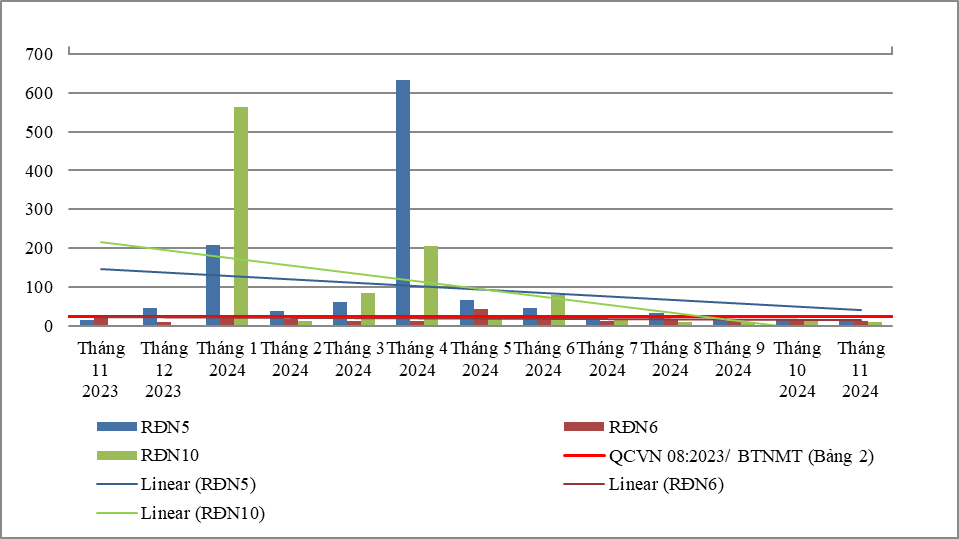 700
600
500
400
300
200
100
0
Tháng Tháng Tháng 1 Tháng 2 Tháng 3 Tháng 4 Tháng 5 Tháng 6 Tháng 7 Tháng 8 Tháng 9 Tháng Tháng
11 12 2024 2024 2024 2024 2024 2024 2024 2024 2024 10 11
2023 2023 2024 2024
RĐN5 RĐN6
RĐN10 QCVN 08:2023/ BTNMT (Bảng 2)
Linear (RĐN5) Linear (RĐN6)
Linear (RĐN10)